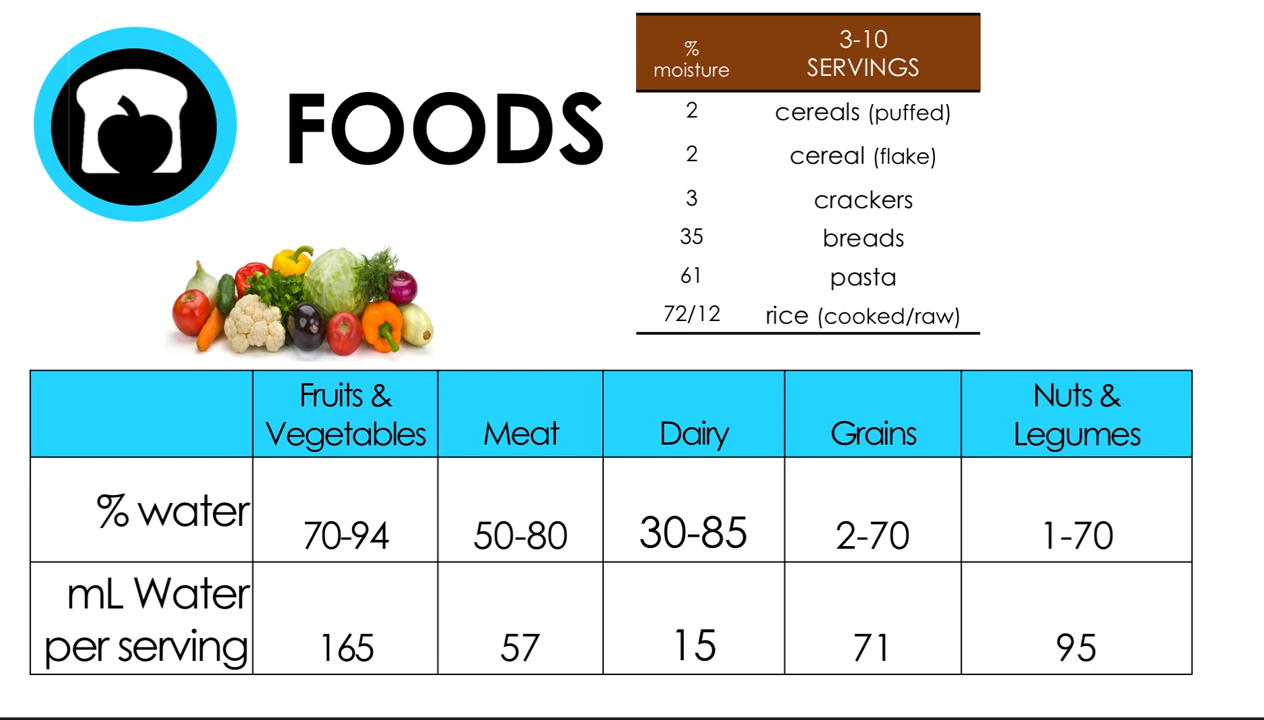 FOODS
% moisture 3-10 SERVINGS
2 cereals (puffed)
2 cereal (flake)
3 crackers
35 breads
61 pasta
72/12 rice (cooked/raw)
Fruits & Vegetables Meat Dairy Grains Nuts & Legumes
% water 70-94 50-80 30-85 2-70 1-70
mL Water per serving 165 57 15 71 95